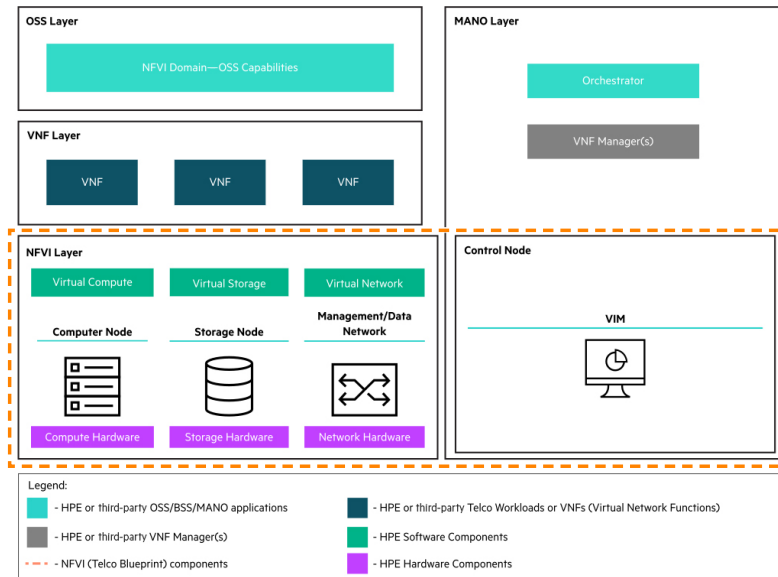 OSS Layer
NFVI Domain—OSS Capabilities
VNF Layer
VNF
VNF
VNF
MANO Layer
Orchestrator
VNF Manager(s)
NFVI Layer
Virtual Compute
Virtual Storage
Virtual Network
Computer Node
Storage Node
Management/Data
Network
Compute Hardware
Storage Hardware
Network Hardware
Control Node
VIM
Legend:
- HPE or third-party OSS/BSS/MANO applications
- HPE or third-party VNF Manager(s)
- NFVI (Telco Blueprint) components
- HPE or third-party Telco Workloads or VNFs (Virtual Network Functions)
- HPE Software Components
- HPE Hardware Components